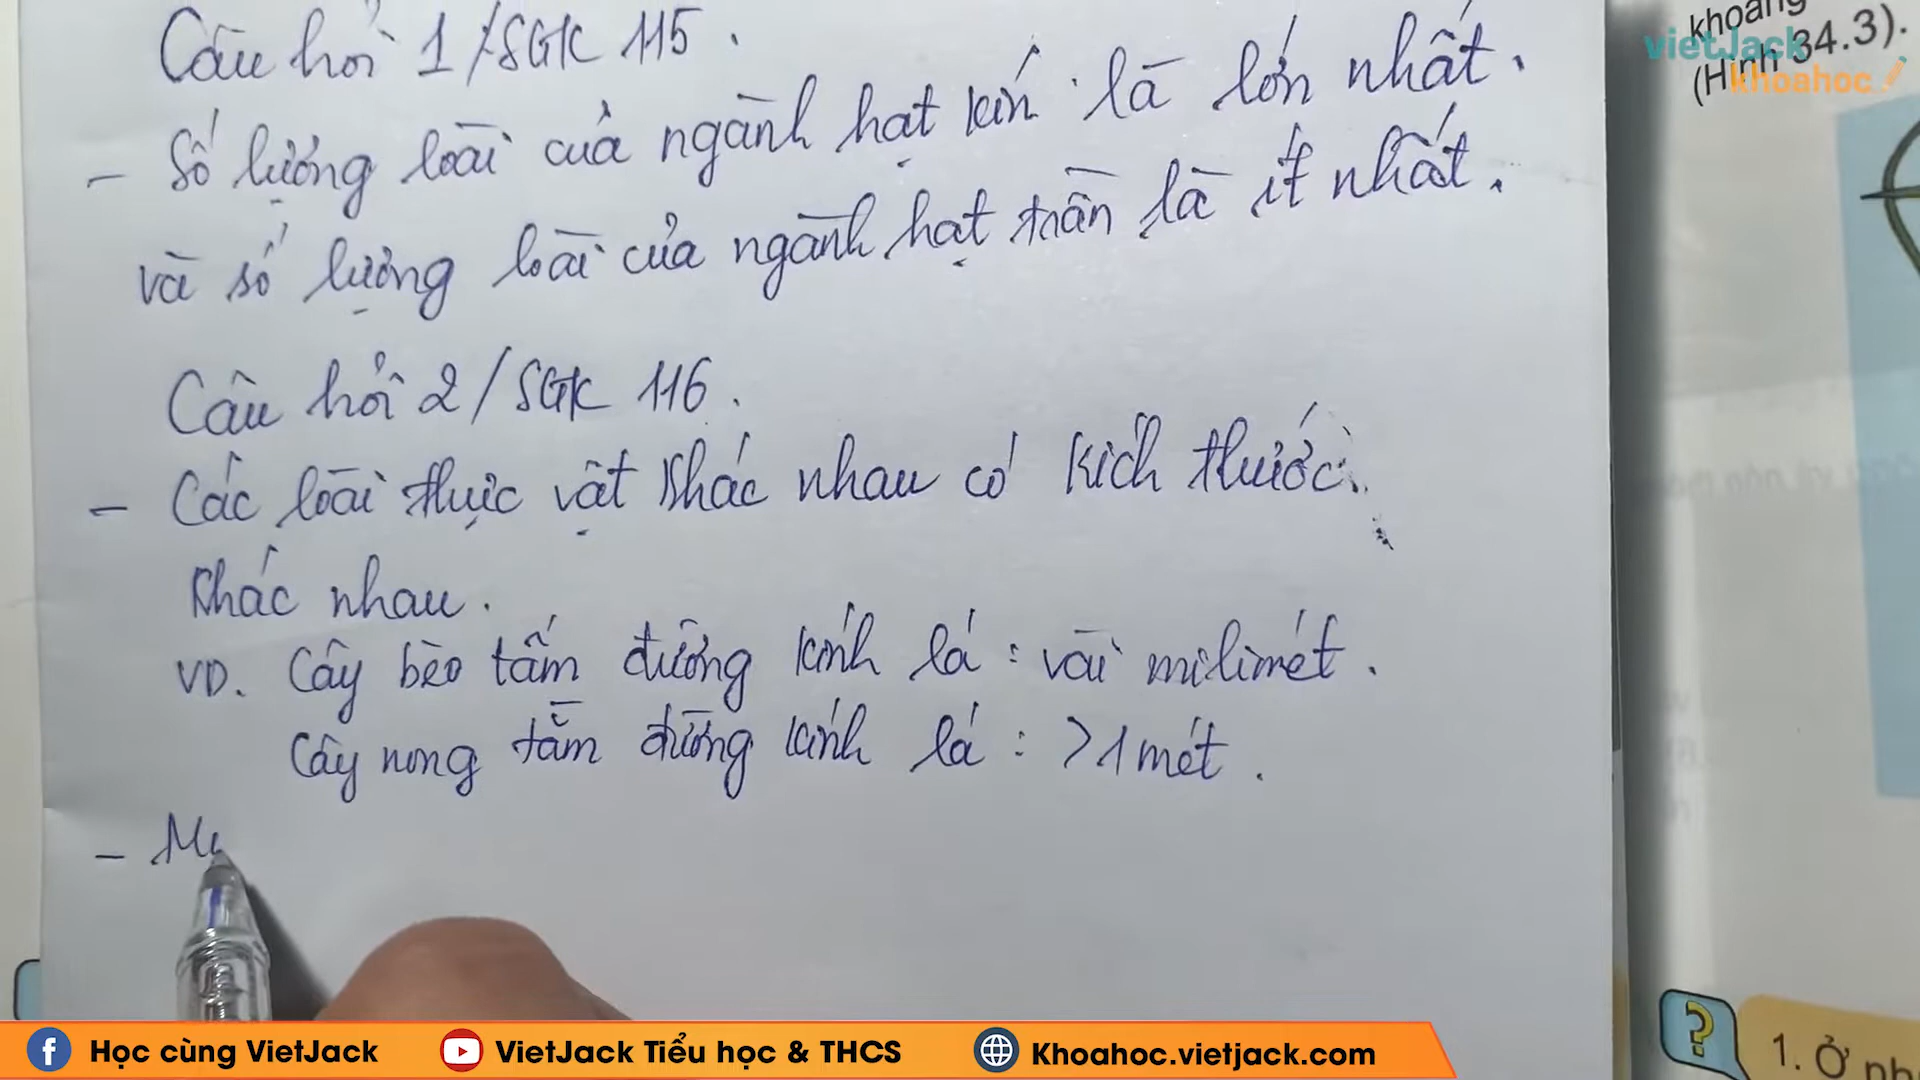 Câu hỏi 1/SGK 115.
- Số lượng loài của ngành hạt kín là lớn nhất.
và số lượng loài của ngành hạt trần là ít nhất.
Câu hỏi 2/SGK 116.
- Các loài thực vật khác nhau có kích thước
khác nhau.
VD. Cây bèo tấm đường kính lá: vài milimét.
Cây nong tằm đường kính lá: >1 mét.
- M
khoảng
(Hình 34.3).
vietJack
khoahoc
1. Ở nh
Học cùng VietJack
VietJack Tiểu học & THCS
Khoahoc.vietjack.com